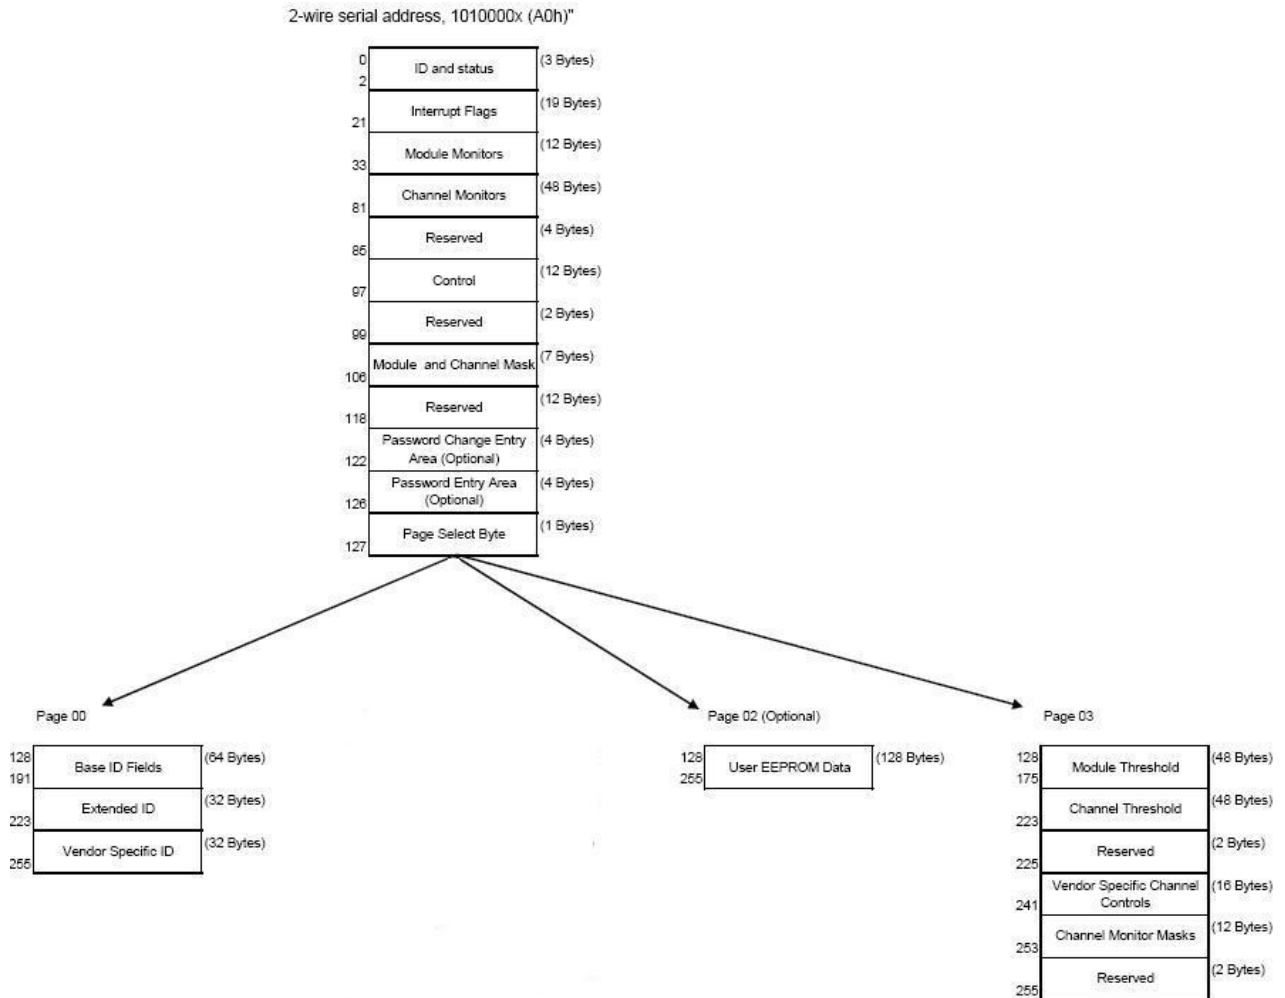 2-wire serial address, 1010000x (A0h)"
0
ID and status
(3 Bytes)
2
Interrupt Flags
(19 Bytes)
21
Module Monitors
(12 Bytes)
33
Channel Monitors
(48 Bytes)
81
Reserved
(4 Bytes)
85
Control
(12 Bytes)
97
Reserved
(2 Bytes)
99
Module and Channel Mask
(7 Bytes)
106
Reserved
(12 Bytes)
118
Password Change Entry
Area (Optional)
(4 Bytes)
122
Password Entry Area
(Optional)
(4 Bytes)
126
Page Select Byte
(1 Bytes)
127
Page 00
128
Base ID Fields
(64 Bytes)
191
Extended ID
(32 Bytes)
223
Vendor Specific ID
(32 Bytes)
255
Page 02 (Optional)
128
User EEPROM Data
(128 Bytes)
255
Page 03
128
Module Threshold
(48 Bytes)
175
Channel Threshold
(48 Bytes)
223
Reserved
(2 Bytes)
225
Vendor Specific Channel
Controls
(16 Bytes)
241
Channel Monitor Masks
(12 Bytes)
253
Reserved
(2 Bytes)
255